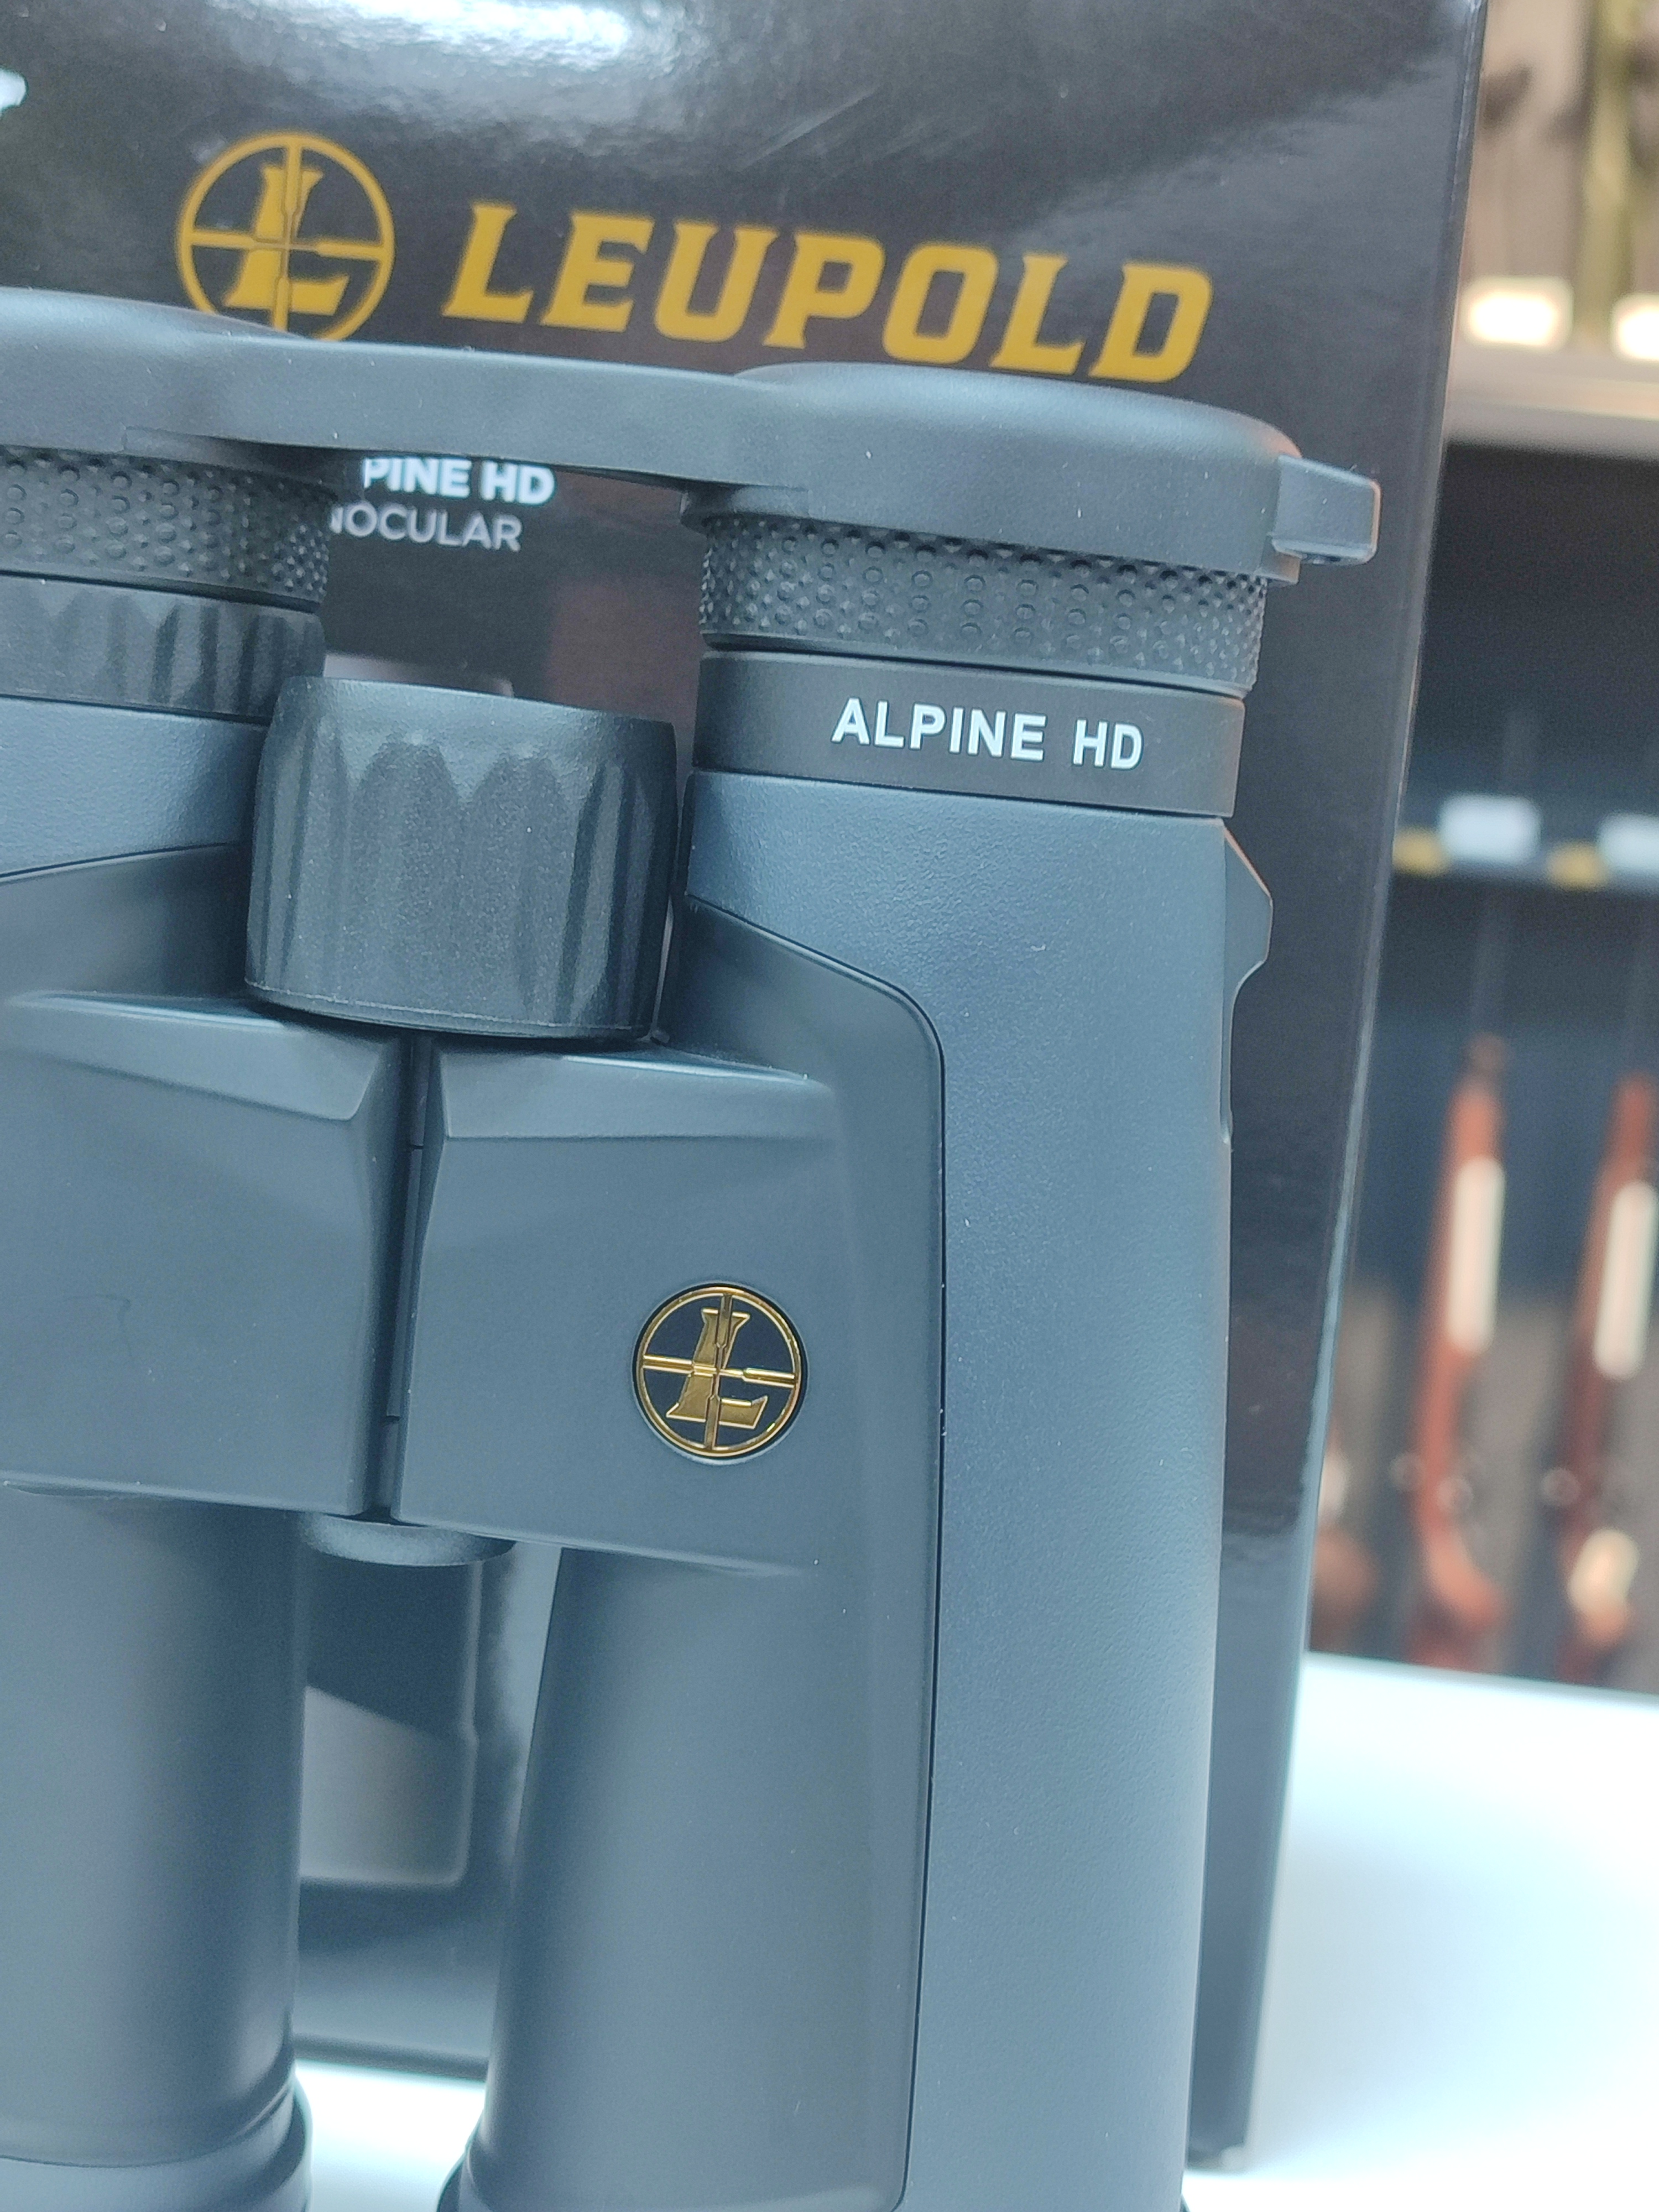 LEUPOLD
PINE HD
NOCULAR
ALPINE HD